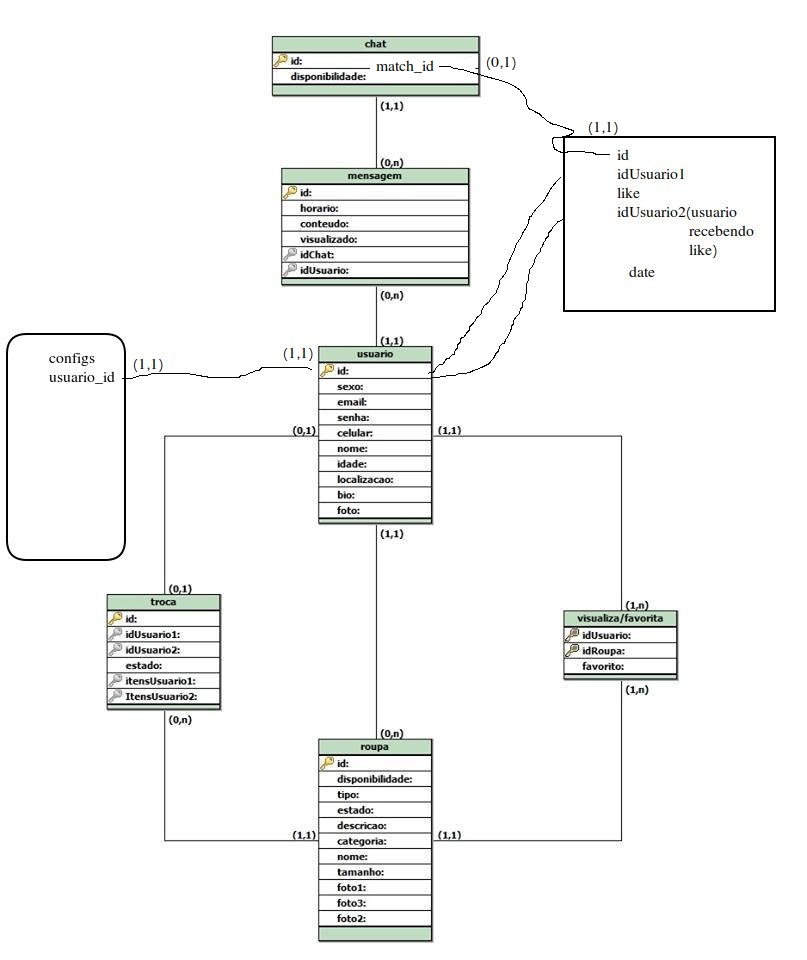 chat
id:
match_id
(0,1)
disponibilidade:
(1,1)
(1,1)
id
idUsuario1
like
idUsuario2(usuario
recebendo
like)
date
(0,n)
mensagem
id:
horario:
conteudo:
visualizado:
idChat:
idUsuario:
(0,n)
(1,1)
configs
usuario_id
(1,1)
(1,1)
usuario
id:
sexo:
email:
senha:
celular:
nome:
idade:
localizacao:
bio:
foto:
(0,1)
(1,1)
(1,1)
(0,1)
troca
id:
idUsuario1:
idUsuario2:
estado:
itensUsuario1:
ItensUsuario2:
(0,n)
(1,n)
visualiza/favorita
idUsuario:
idRoupa:
favorito:
(1,n)
(0,n)
roupa
id:
disponibilidade:
tipo:
estado:
descricao:
categoria:
nome:
tamanho:
foto1:
foto3:
foto2:
(1,1)
(1,1)